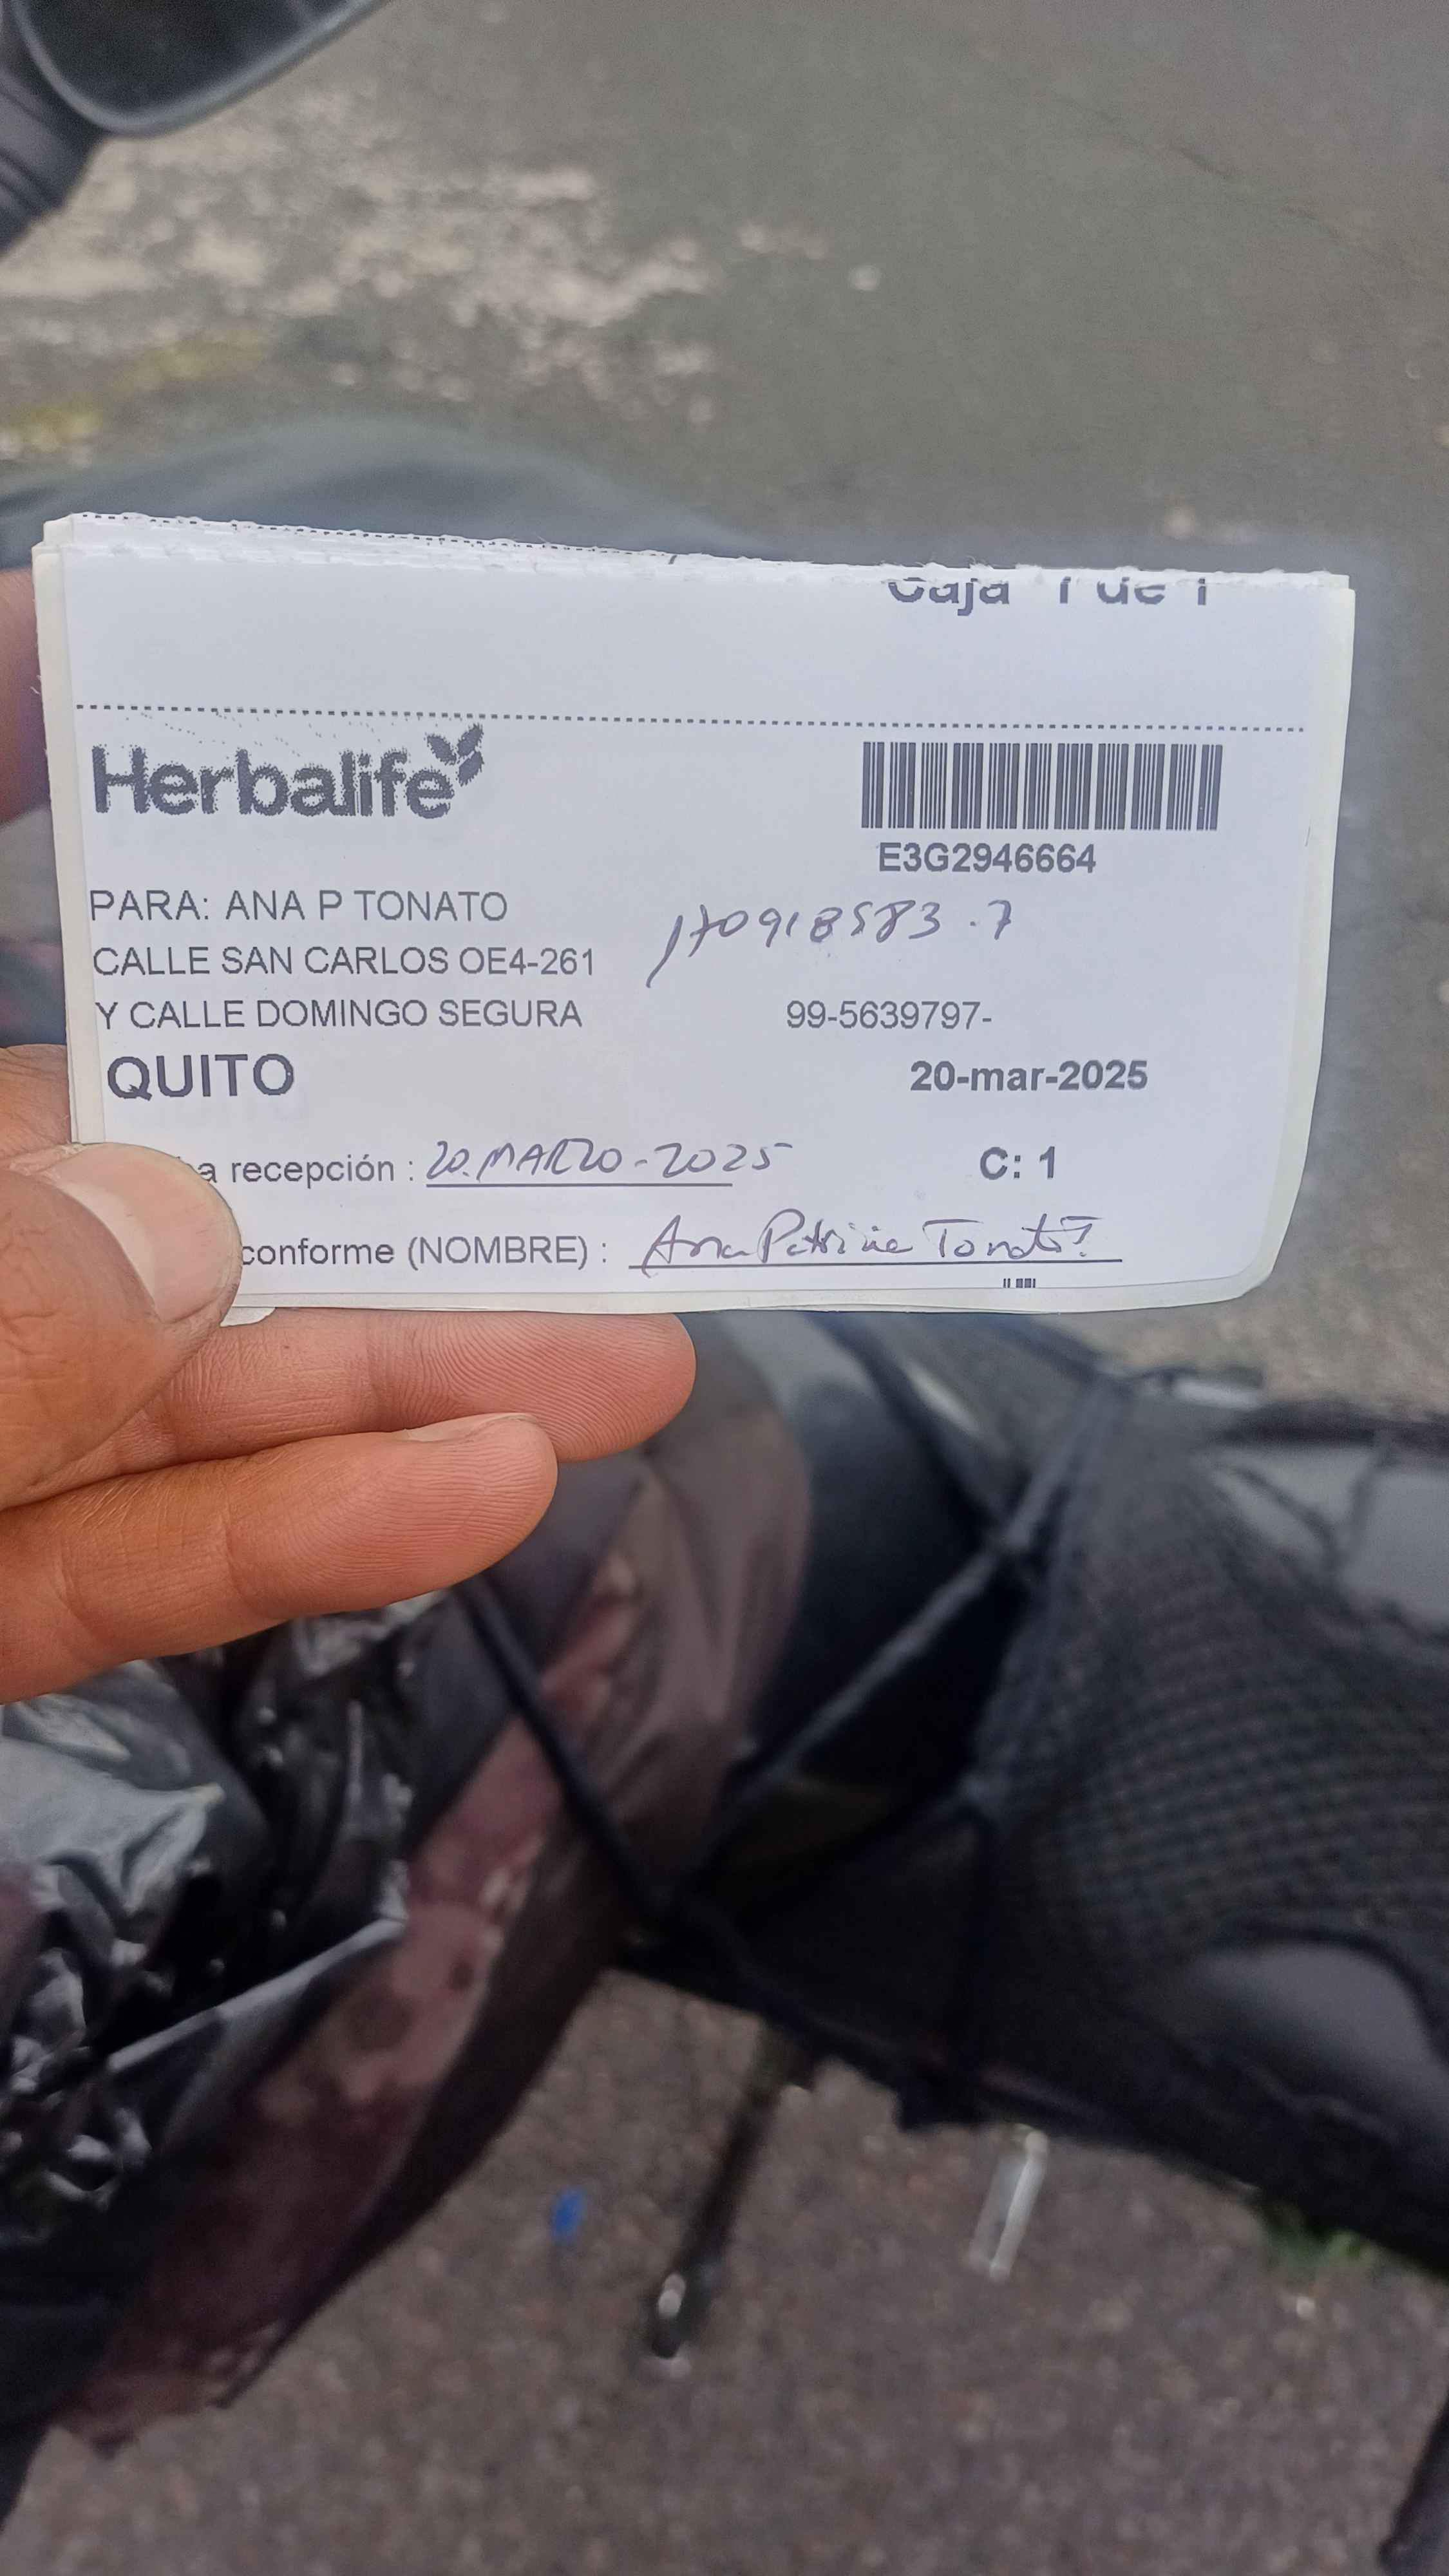 Caja 1 de 1
Herbalife
E3G2946664
PARA: ANA P TONATO
170918583-7
CALLE SAN CARLOS OE4-261
Y CALLE DOMINGO SEGURA 99-5639797-
QUITO 20-mar-2025
a recepción : 20.MARZO-2025 C: 1
conforme (NOMBRE) : Ana Patricia Tonato T